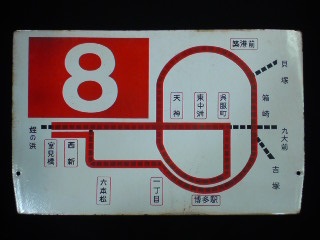 8
築港前
貝塚
箱崎
天神
東中洲
呉服町
九大前
姪の浜
室見橋
西新
吉塚
六本松
一丁目
博多駅